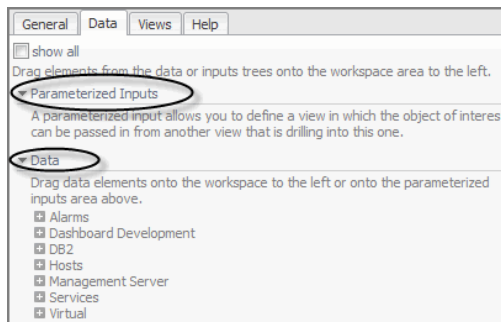 General Data Views Help
show all
Drag elements from the data or inputs trees onto the workspace area to the left.
Parameterized Inputs
A parameterized input allows you to define a view in which the object of interes
can be passed in from another view that is drilling into this one.
Data
Drag data elements onto the workspace to the left or onto the parameterized
inputs area above.
Alarms
Dashboard Development
DB2
Hosts
Management Server
Services
Virtual